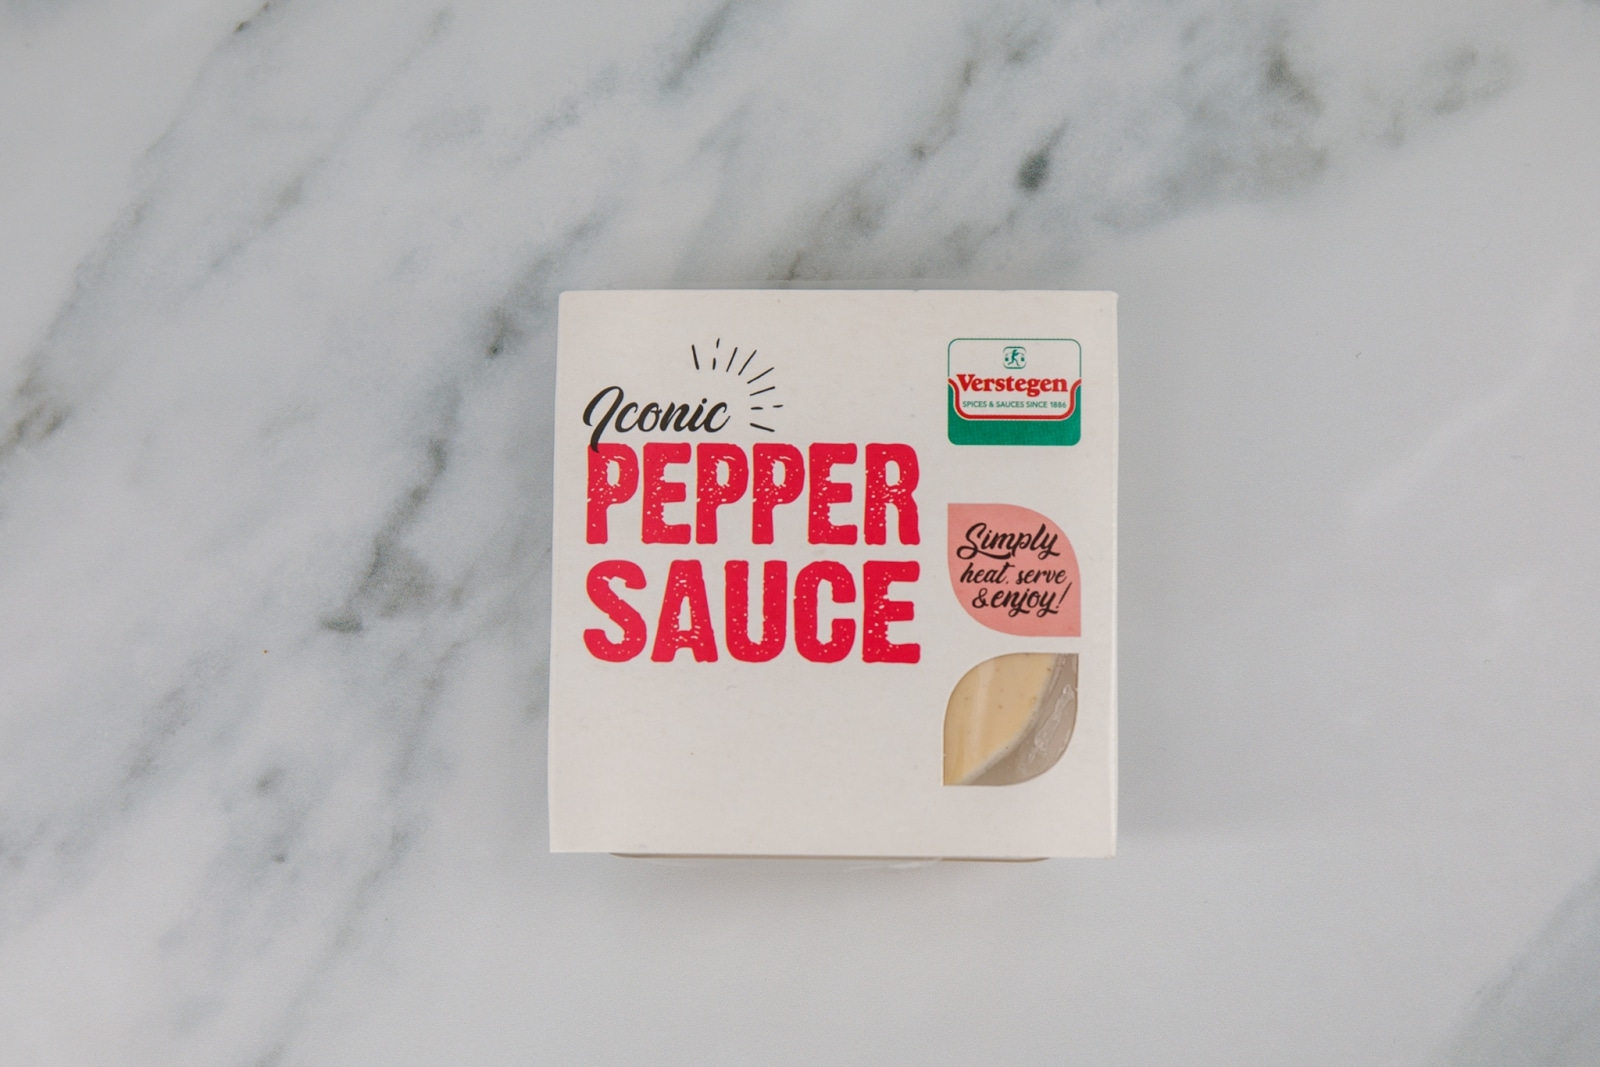 Iconic
PEPPER
SAUCE
Verstegen
SPICES & SAUCES SINCE 1886
Simply
heat, serve
& enjoy!